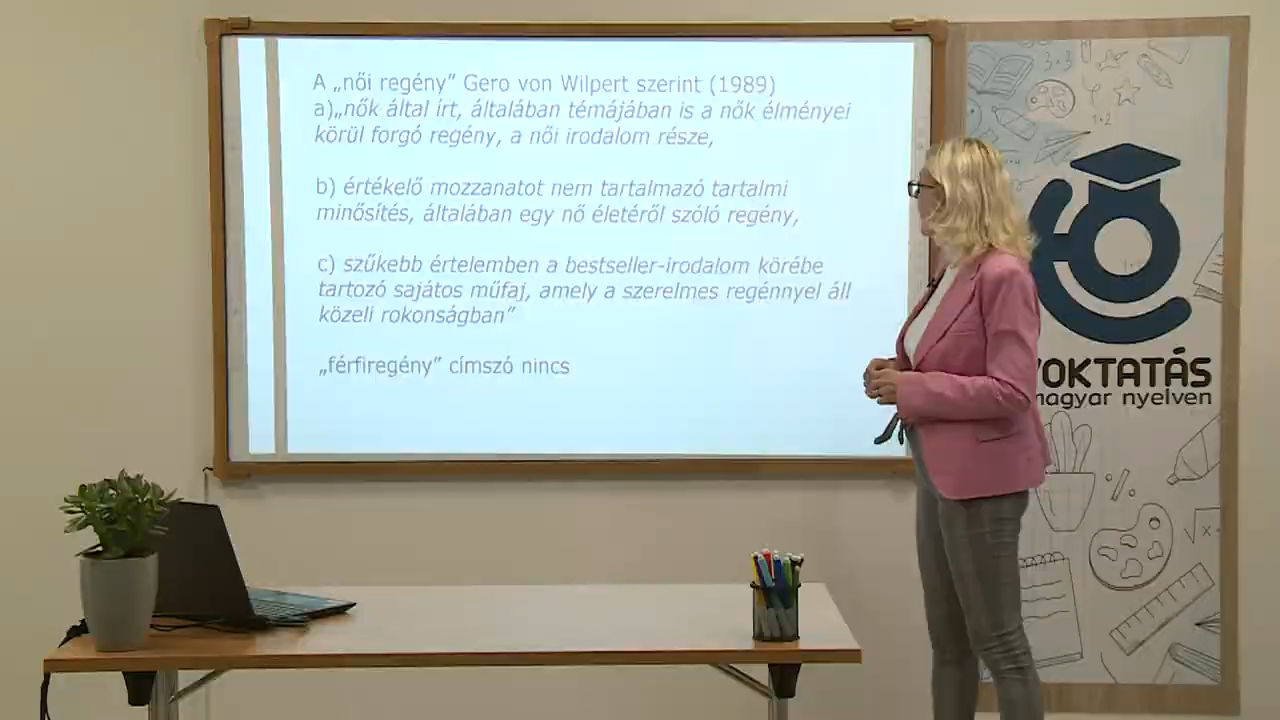 A „női regény” Gero von Wilpert szerint (1989)
a)„nők által írt, általában témájában is a nők élményei
körül forgó regény, a női irodalom része,
b) értékelő mozzanatot nem tartalmazó tartalmi
minősítés, általában egy nő életéről szóló regény,
c) szűkebb értelemben a bestseller-irodalom körébe
tartozó sajátos műfaj, amely a szerelmes regénnyel áll
közeli rokonságban”
„férfiregény” címszó nincs
OKTATÁS
magyar nyelven